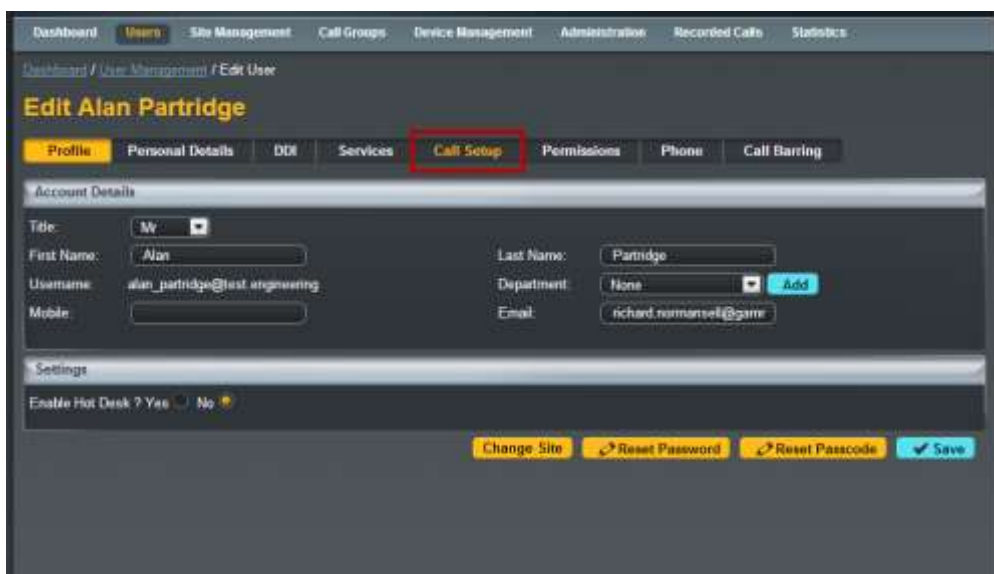 Dashboard Users Site Management Call Groups Device Management Administration Recorded Calls Statistics
Dashboard / User Management / Edit User
Edit Alan Partridge
Profile Personal Details DDI Services Call Setup Permissions Phone Call Barring
Account Details
Title: Mr
First Name: Alan Last Name: Partridge
Username: alan_partridge@test.engineering Department: None Add
Mobile: Email: richard.normansell@gamr
Settings
Enable Hot Desk ? Yes No
Change Site Reset Password Reset Passcode Save